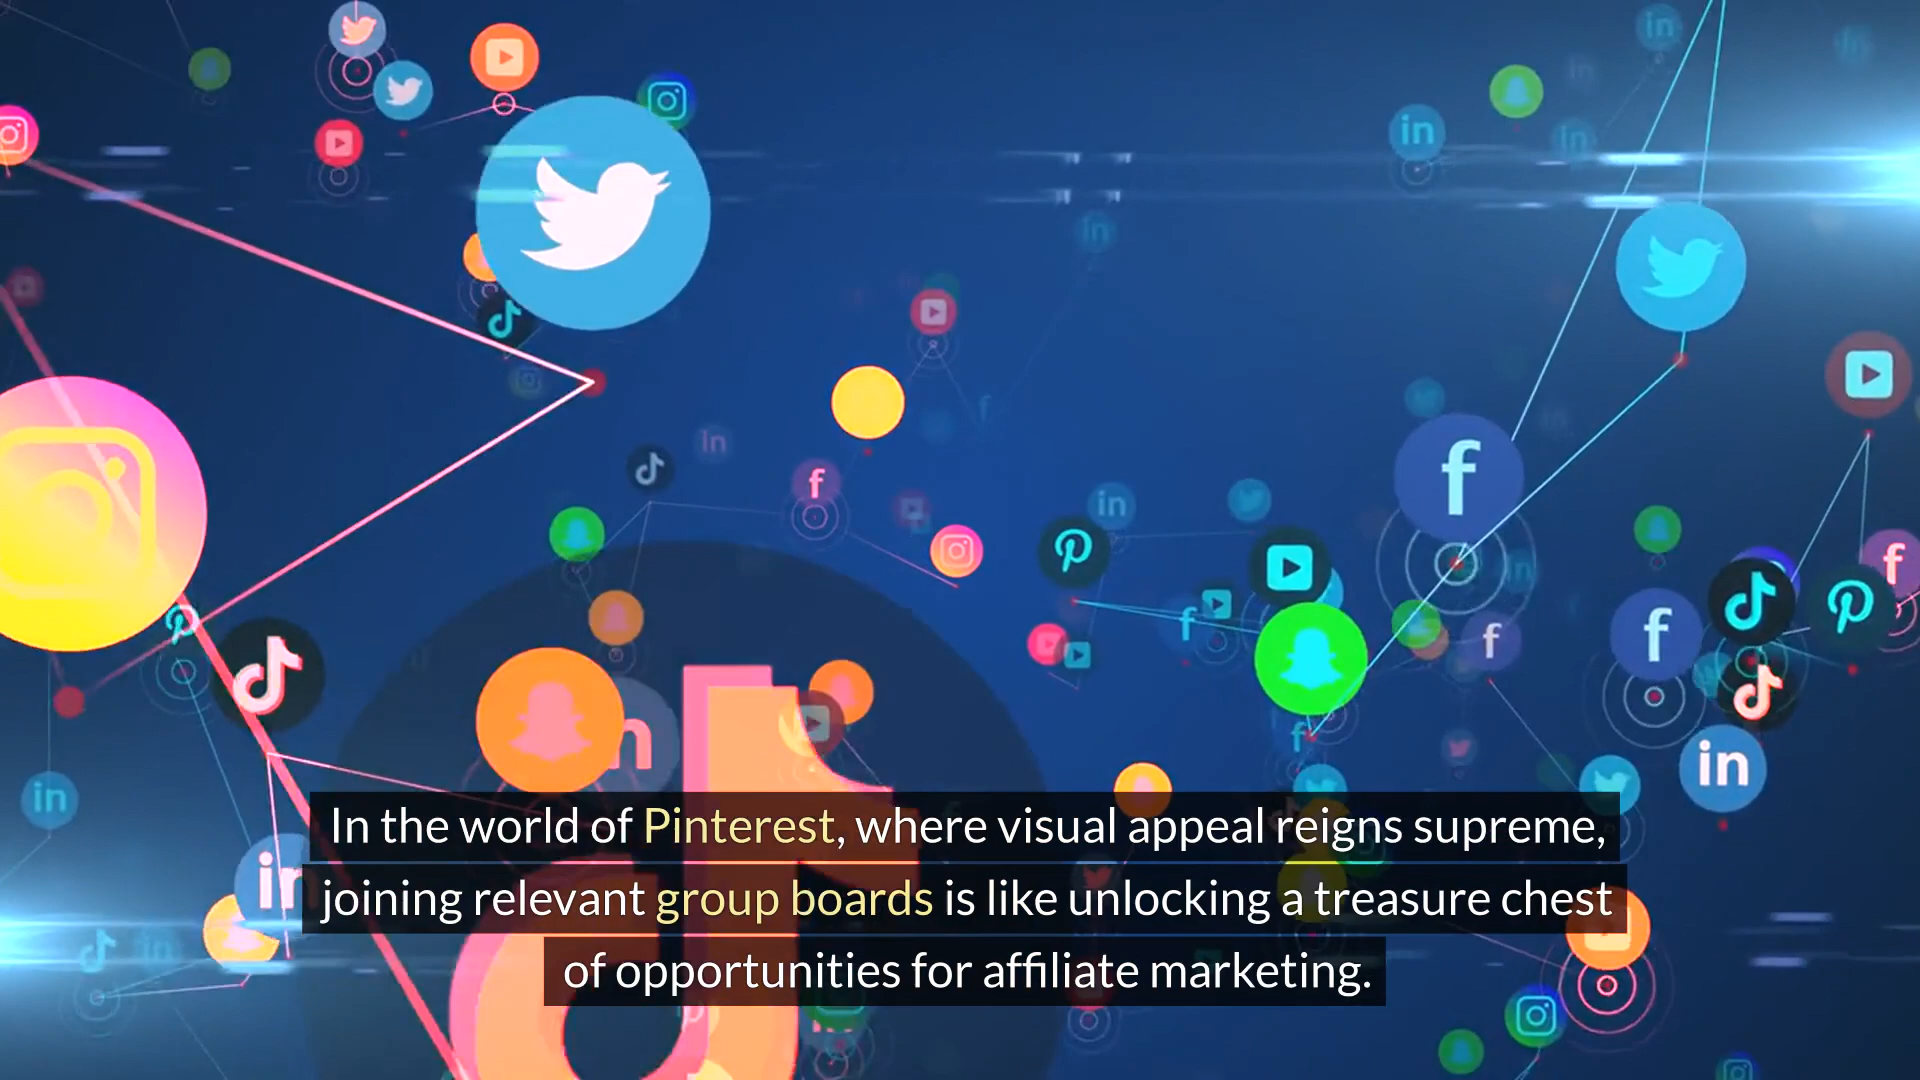 In the world of Pinterest, where visual appeal reigns supreme,
joining relevant group boards is like unlocking a treasure chest
of opportunities for affiliate marketing.